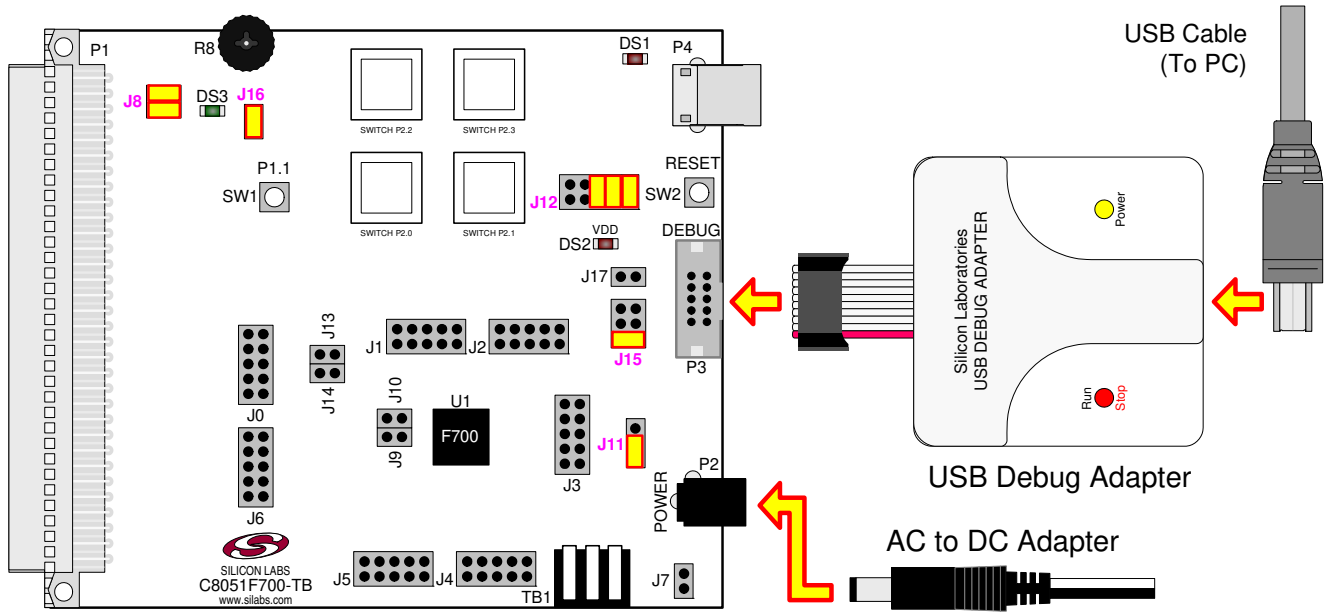 P1
R8
DS1
P4
USB Cable
(To PC)
J8
DS3
J16
SWITCH P2.2
SWITCH P2.3
P1.1
SW1
RESET
J12
SW2
SWITCH P2.0
SWITCH P2.1
VDD
DS2
DEBUG
J17
Silicon Laboratories
USB DEBUG ADAPTER
Power
Run
Stop
J13
J14
J1
J2
J15
P3
J0
J10
J9
U1
F700
J3
J11
P2
POWER
USB Debug Adapter
J6
SILICON LABS
C8051F700-TB
www.silabs.com
J5
J4
TB1
J7
AC to DC Adapter